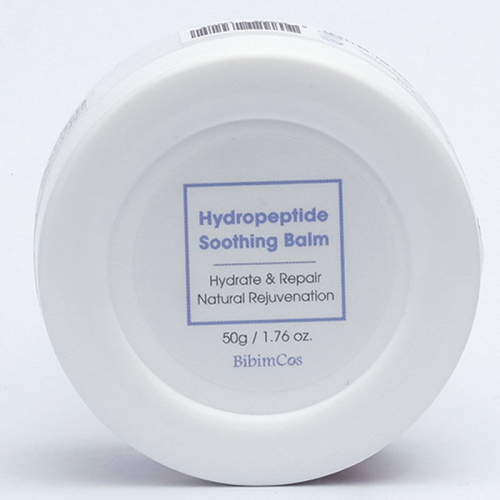 Hydropeptide
Soothing Balm
Hydrate & Repair
Natural Rejuvenation
50g / 1.76 oz.
BibimCos